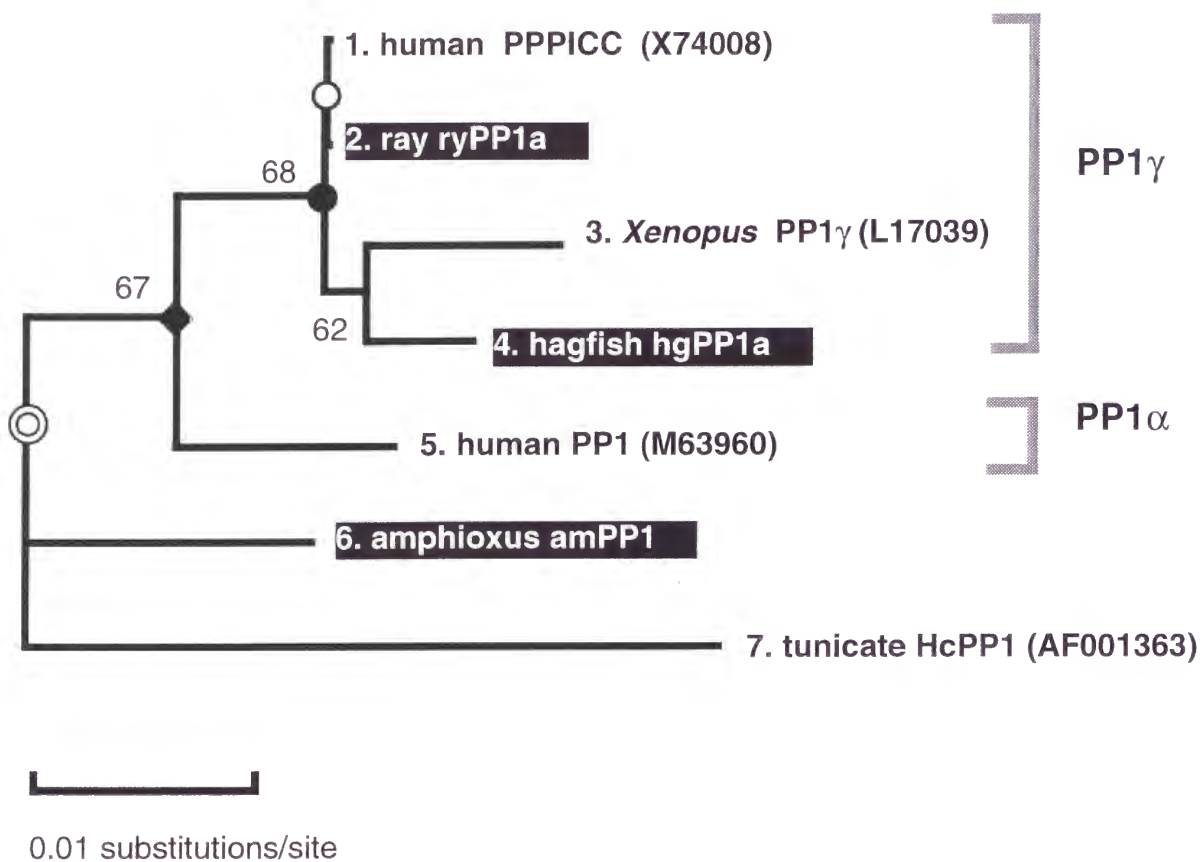 1. human PPPICC (X74008)
2. ray ryPP1a
68
PP1γ
3. Xenopus PP1γ (L17039)
67
62
4. hagfish hgPP1a
PP1α
5. human PP1 (M63960)
6. amphioxus amPP1
7. tunicate HcPP1 (AF001363)
0.01 substitutions/site